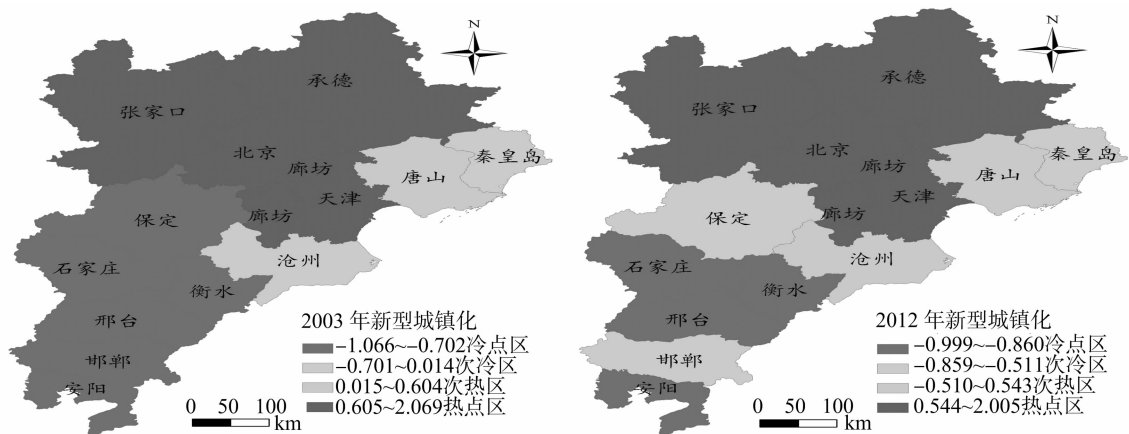 N
承德
张家口
北京
廊坊
秦皇岛
唐山
天津
廊坊
保定
沧州
石家庄
衡水
邢台
邯郸
安阳
2003 年新型城镇化
-1.066~-0.702冷点区
-0.701~0.014次冷区
0.015~0.604次热区
0.605~2.069热点区
0 50 100
km
N
承德
张家口
北京
廊坊
秦皇岛
唐山
天津
廊坊
保定
沧州
石家庄
衡水
邢台
邯郸
安阳
2012 年新型城镇化
-0.999~-0.860冷点区
-0.859~-0.511次冷区
-0.510~0.543次热区
0.544~2.005热点区
0 50 100
km